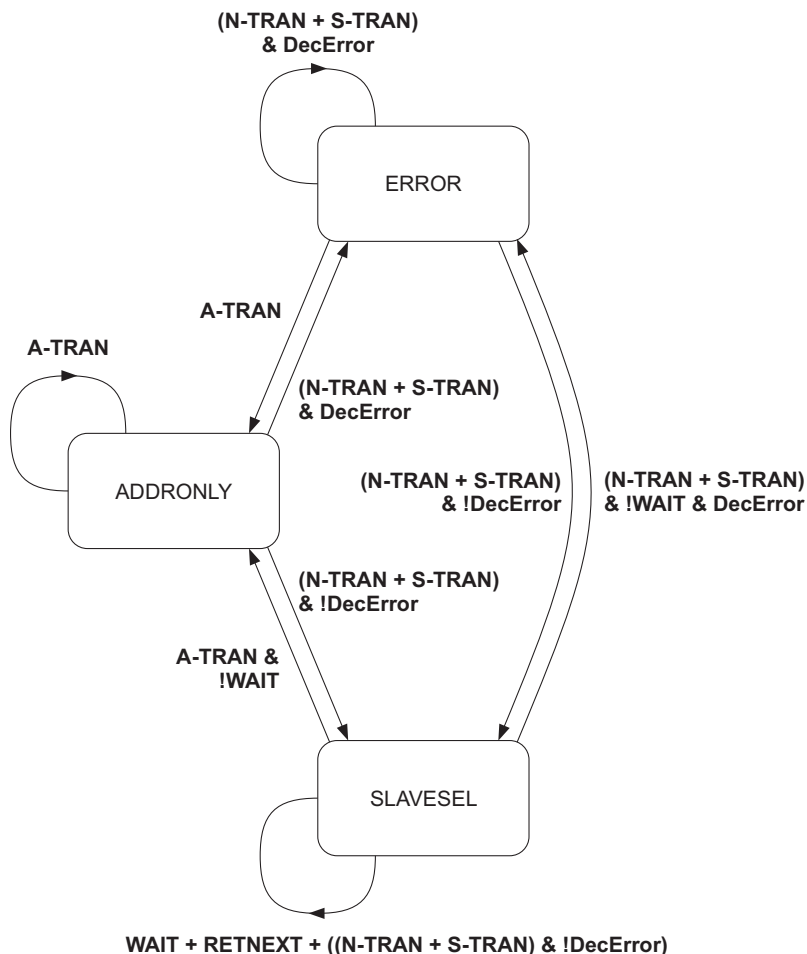 (N-TRAN + S-TRAN)
& DecError
ERROR
A-TRAN
A-TRAN
(N-TRAN + S-TRAN)
& DecError
ADDRONLY
(N-TRAN + S-TRAN)
& !DecError
(N-TRAN + S-TRAN)
& !WAIT & DecError
(N-TRAN + S-TRAN)
& !DecError
A-TRAN &
!WAIT
SLAVESEL
WAIT + RETNEXT + ((N-TRAN + S-TRAN) & !DecError)